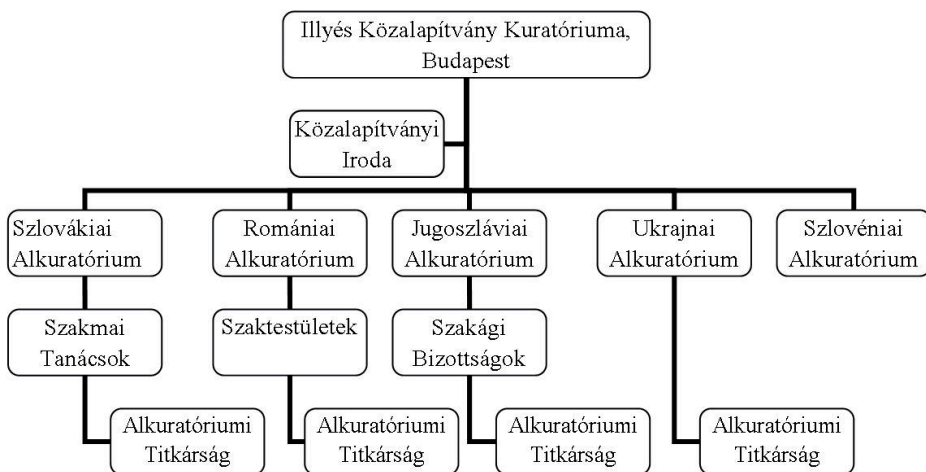 Illyés Közalapítvány Kuratóriuma,
Budapest
Közalapítványi
Iroda
Szlovákiai
Alkuratórium
Romániai
Alkuratórium
Jugoszláviai
Alkuratórium
Ukrajnai
Alkuratórium
Szlovéniai
Alkuratórium
Szakmai
Tanácsok
Szaktestületek
Szakági
Bizottságok
Alkuratóriumi
Titkárság
Alkuratóriumi
Titkárság
Alkuratóriumi
Titkárság
Alkuratóriumi
Titkárság